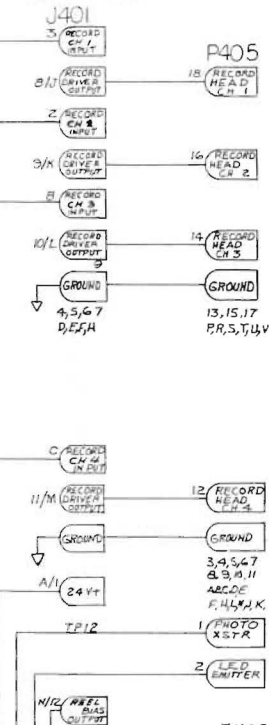 J401
P405
3 RECORD CH 1 INPUT
8/J RECORD DRIVER OUTPUT
18 RECORD HEAD CH 1
2 RECORD CH 2 INPUT
9/K RECORD DRIVER OUTPUT
16 RECORD HEAD CH 2
B RECORD CH 3 INPUT
10/L RECORD DRIVER OUTPUT
14 RECORD HEAD CH 3
9
GROUND
GROUND
4,5,6 7
D,E,F,H
13,15,17
P,R,S,T,U,V
C RECORD CH 4 INPUT
11/M RECORD DRIVER OUTPUT
12 RECORD HEAD CH 4
GROUND
GROUND
3,4,5,6,7
8,9,10,11
A,B,C,D,E
A/1 24 V+
TP12
1 PHOTO XSTR
2 LED EMITTER
N/12 REEL BIAS OUTPUT